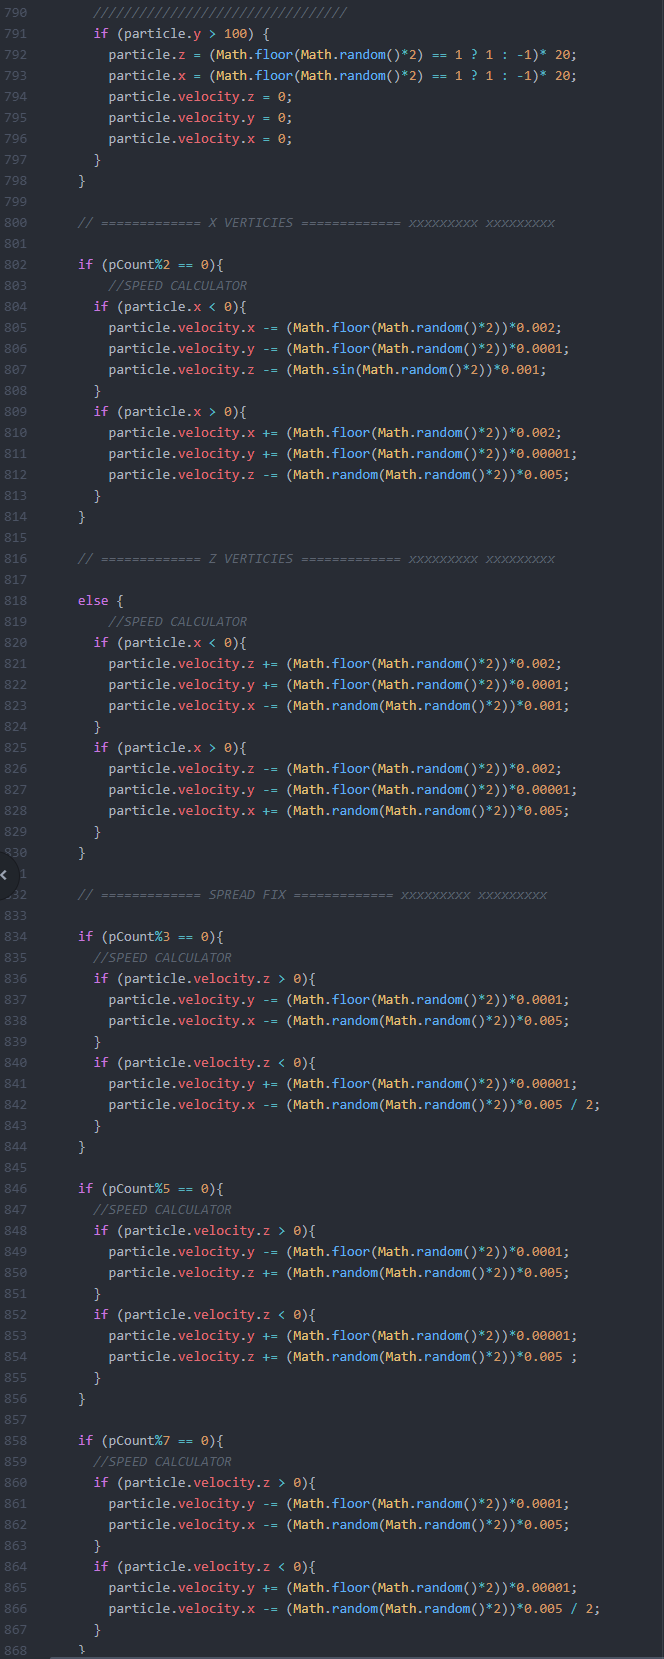 790 /////////////////////////////////
791 if (particle.y > 100) {
792 particle.z = (Math.floor(Math.random()*2) == 1 ? 1 : -1)* 20;
793 particle.x = (Math.floor(Math.random()*2) == 1 ? 1 : -1)* 20;
794 particle.velocity.z = 0;
795 particle.velocity.y = 0;
796 particle.velocity.x = 0;
797 }
798 }
799
800 // ============= X VERTICIES ============= xxxxxxxxx xxxxxxxxx
801
802 if (pCount%2 == 0){
803 //SPEED CALCULATOR
804 if (particle.x < 0){
805 particle.velocity.x -= (Math.floor(Math.random()*2))*0.002;
806 particle.velocity.y -= (Math.floor(Math.random()*2))*0.0001;
807 particle.velocity.z -= (Math.sin(Math.random()*2))*0.001;
808 }
809 if (particle.x > 0){
810 particle.velocity.x += (Math.floor(Math.random()*2))*0.002;
811 particle.velocity.y += (Math.floor(Math.random()*2))*0.00001;
812 particle.velocity.z -= (Math.random(Math.random()*2))*0.005;
813 }
814 }
815
816 // ============= Z VERTICIES ============= xxxxxxxxx xxxxxxxxx
817
818 else {
819 //SPEED CALCULATOR
820 if (particle.x < 0){
821 particle.velocity.z += (Math.floor(Math.random()*2))*0.002;
822 particle.velocity.y += (Math.floor(Math.random()*2))*0.0001;
823 particle.velocity.x -= (Math.random(Math.random()*2))*0.001;
824 }
825 if (particle.x > 0){
826 particle.velocity.z -= (Math.floor(Math.random()*2))*0.002;
827 particle.velocity.y -= (Math.floor(Math.random()*2))*0.00001;
828 particle.velocity.x += (Math.random(Math.random()*2))*0.005;
829 }
830 }
1
32 // ============= SPREAD FIX ============= xxxxxxxxx xxxxxxxxx
833
834 if (pCount%3 == 0){
835 //SPEED CALCULATOR
836 if (particle.velocity.z > 0){
837 particle.velocity.y -= (Math.floor(Math.random()*2))*0.0001;
838 particle.velocity.x -= (Math.random(Math.random()*2))*0.005;
839 }
840 if (particle.velocity.z < 0){
841 particle.velocity.y += (Math.floor(Math.random()*2))*0.00001;
842 particle.velocity.x -= (Math.random(Math.random()*2))*0.005 / 2;
843 }
844 }
845
846 if (pCount%5 == 0){
847 //SPEED CALCULATOR
848 if (particle.velocity.z > 0){
849 particle.velocity.y -= (Math.floor(Math.random()*2))*0.0001;
850 particle.velocity.z += (Math.random(Math.random()*2))*0.005;
851 }
852 if (particle.velocity.z < 0){
853 particle.velocity.y += (Math.floor(Math.random()*2))*0.00001;
854 particle.velocity.z += (Math.random(Math.random()*2))*0.005 ;
855 }
856 }
857
858 if (pCount%7 == 0){
859 //SPEED CALCULATOR
860 if (particle.velocity.z > 0){
861 particle.velocity.y -= (Math.floor(Math.random()*2))*0.0001;
862 particle.velocity.x -= (Math.random(Math.random()*2))*0.005;
863 }
864 if (particle.velocity.z < 0){
865 particle.velocity.y += (Math.floor(Math.random()*2))*0.00001;
866 particle.velocity.x -= (Math.random(Math.random()*2))*0.005 / 2;
867 }
868 }